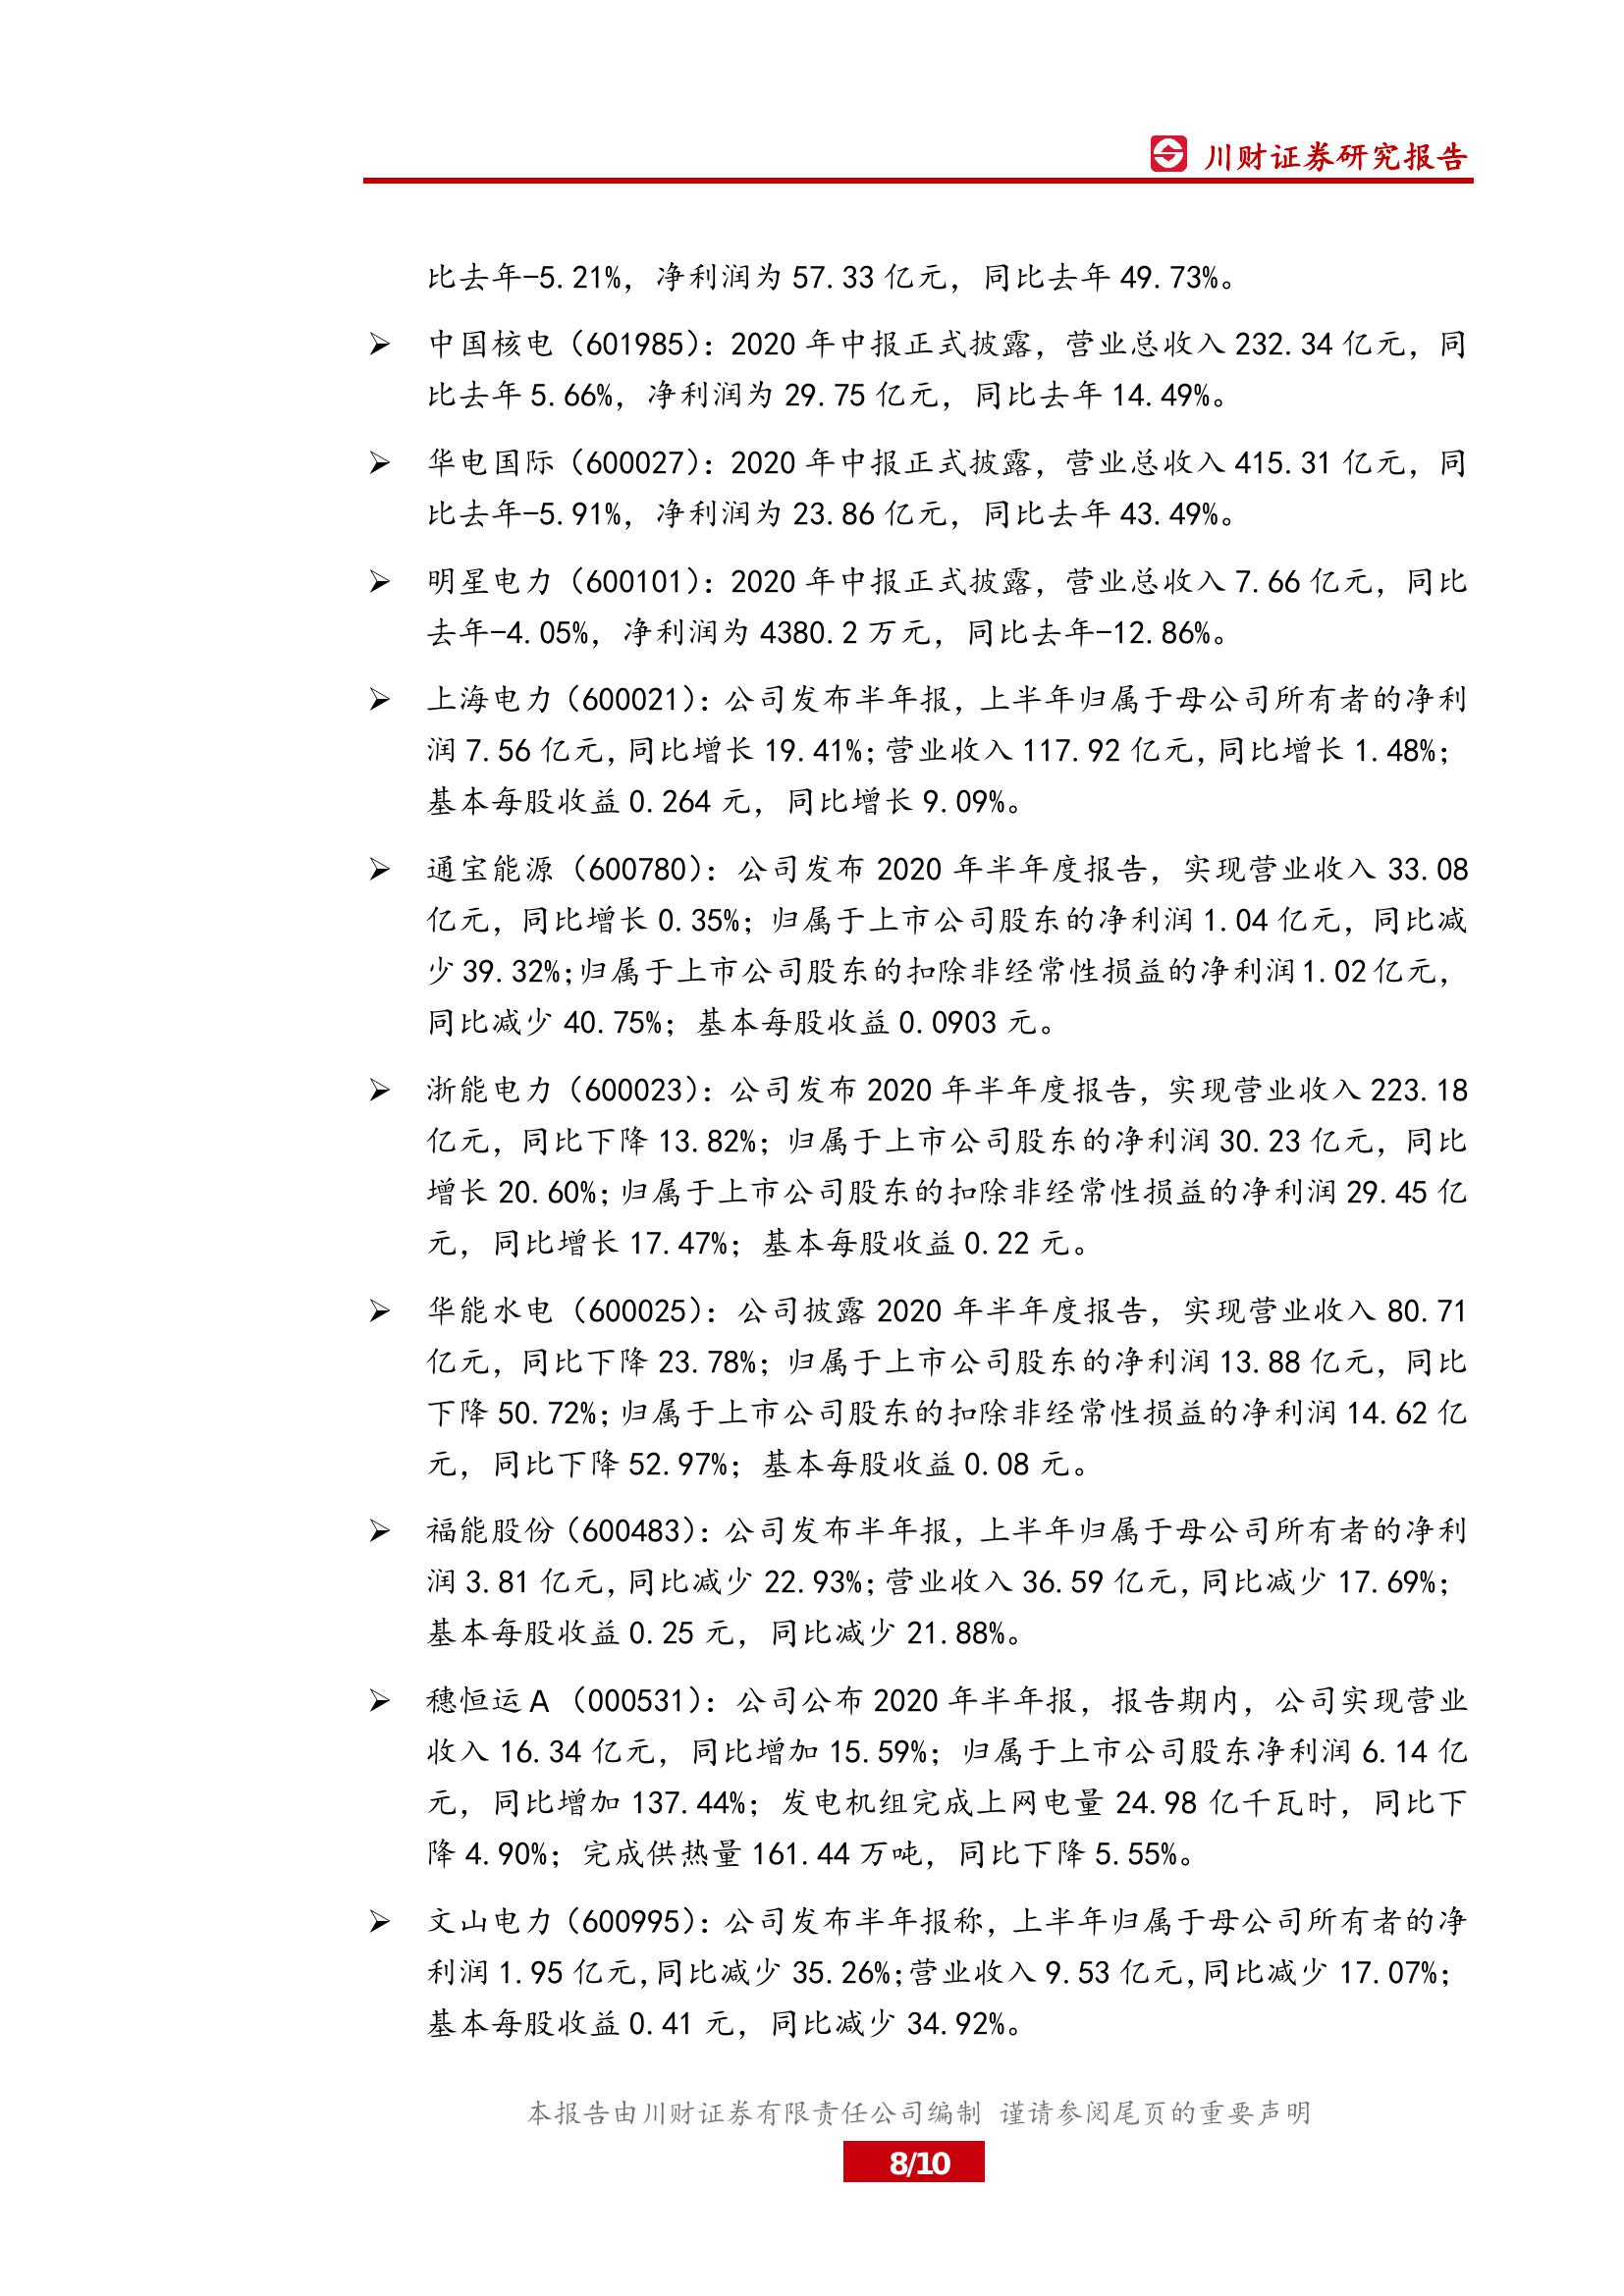 川财证券研究报告
比去年-5.21%，净利润为 57.33 亿元，同比去年 49.73%。
➢ 中国核电（601985）：2020 年中报正式披露，营业总收入 232.34 亿元，同
比去年 5.66%，净利润为 29.75 亿元，同比去年 14.49%。
➢ 华电国际（600027）：2020 年中报正式披露，营业总收入 415.31 亿元，同
比去年-5.91%，净利润为 23.86 亿元，同比去年 43.49%。
➢ 明星电力（600101）：2020 年中报正式披露，营业总收入 7.66 亿元，同比
去年-4.05%，净利润为 4380.2 万元，同比去年-12.86%。
➢ 上海电力（600021）：公司发布半年报，上半年归属于母公司所有者的净利
润 7.56 亿元，同比增长 19.41%；营业收入 117.92 亿元，同比增长 1.48%；
基本每股收益 0.264 元，同比增长 9.09%。
➢ 通宝能源（600780）：公司发布 2020 年半年度报告，实现营业收入 33.08
亿元，同比增长 0.35%；归属于上市公司股东的净利润 1.04 亿元，同比减
少 39.32%；归属于上市公司股东的扣除非经常性损益的净利润 1.02 亿元，
同比减少 40.75%；基本每股收益 0.0903 元。
➢ 浙能电力（600023）：公司发布 2020 年半年度报告，实现营业收入 223.18
亿元，同比下降 13.82%；归属于上市公司股东的净利润 30.23 亿元，同比
增长 20.60%；归属于上市公司股东的扣除非经常性损益的净利润 29.45 亿
元，同比增长 17.47%；基本每股收益 0.22 元。
➢ 华能水电（600025）：公司披露 2020 年半年度报告，实现营业收入 80.71
亿元，同比下降 23.78%；归属于上市公司股东的净利润 13.88 亿元，同比
下降 50.72%；归属于上市公司股东的扣除非经常性损益的净利润 14.62 亿
元，同比下降 52.97%；基本每股收益 0.08 元。
➢ 福能股份（600483）：公司发布半年报，上半年归属于母公司所有者的净利
润 3.81 亿元，同比减少 22.93%；营业收入 36.59 亿元，同比减少 17.69%；
基本每股收益 0.25 元，同比减少 21.88%。
➢ 穗恒运 A （000531）：公司公布 2020 年半年报，报告期内，公司实现营业
收入 16.34 亿元，同比增加 15.59%；归属于上市公司股东净利润 6.14 亿
元，同比增加 137.44%；发电机组完成上网电量 24.98 亿千瓦时，同比下
降 4.90%；完成供热量 161.44 万吨，同比下降 5.55%。
➢ 文山电力（600995）：公司发布半年报称，上半年归属于母公司所有者的净
利润 1.95 亿元，同比减少 35.26%；营业收入 9.53 亿元，同比减少 17.07%；
基本每股收益 0.41 元，同比减少 34.92%。
本报告由川财证券有限责任公司编制 谨请参阅尾页的重要声明
8/10